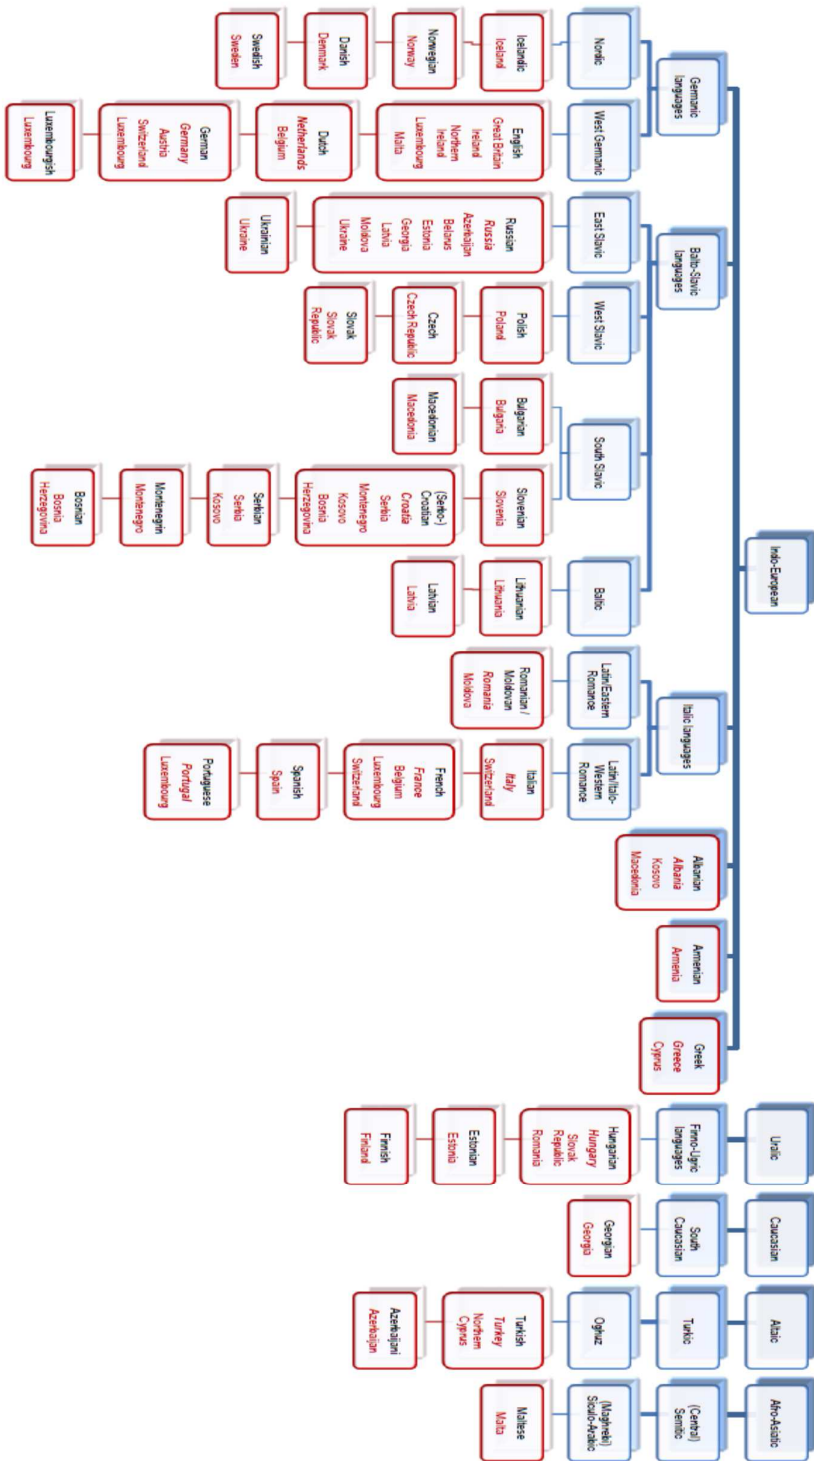 Indo-European
Uralic
Caucasian
Altaic
Afro-Asiatic
Germanic
languages
Balto-Slavic
languages
Italic languages
Albanian
Albania
Kosovo
Macedonia
Armenian
Armenia
Greek
Greece
Cyprus
Finno-Ugric
languages
South
Caucasian
Turkic
(Central)
Semitic
Nordic
West Germanic
East Slavic
West Slavic
South Slavic
Baltic
Latin/Eastern
Romance
Latin/Italo-
Western
Romance
Hungarian
Hungary
Slovak
Republic
Romania
Georgian
Georgia
Oghuz
(Maghrebi)
Siculo-Arabic
Icelandic
Iceland
English
Great Britain
Ireland
Northern
Ireland
Luxembourg
Malta
Russian
Russia
Azerbaijan
Belarus
Estonia
Georgia
Latvia
Moldova
Ukraine
Polish
Poland
Bulgarian
Bulgaria
Slovenian
Slovenia
Lithuanian
Lithuania
Romanian /
Moldovan
Romania
Moldova
Italian
Italy
Switzerland
Estonian
Estonia
Turkish
Turkey
Northern
Cyprus
Maltese
Malta
Norwegian
Norway
Dutch
Netherlands
Belgium
Ukrainian
Ukraine
Czech
Czech Republic
Macedonian
Macedonia
(Serbo-)
Croatian
Croatia
Serbia
Montenegro
Kosovo
Bosnia
Herzegovina
Latvian
Latvia
French
France
Belgium
Luxembourg
Switzerland
Finnish
Finland
Azerbaijani
Azerbaijan
Danish
Denmark
German
Germany
Austria
Switzerland
Luxembourg
Slovak
Slovak
Republic
Serbian
Serbia
Kosovo
Spanish
Spain
Swedish
Sweden
Luxembourgish
Luxembourg
Montenegrin
Montenegro
Portuguese
Portugal
Luxembourg
Bosnian
Bosnia
Herzegovina